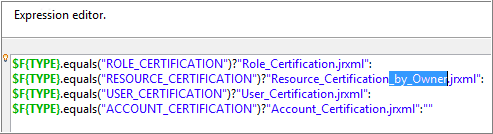 Expression editor.
$F{TYPE}.equals("ROLE_CERTIFICATION")?"Role_Certification.jrxml":
$F{TYPE}.equals("RESOURCE_CERTIFICATION")?"Resource_Certification_by_Owner.jrxml":
$F{TYPE}.equals("USER_CERTIFICATION")?"User_Certification.jrxml":
$F{TYPE}.equals("ACCOUNT_CERTIFICATION")?"Account_Certification.jrxml":""